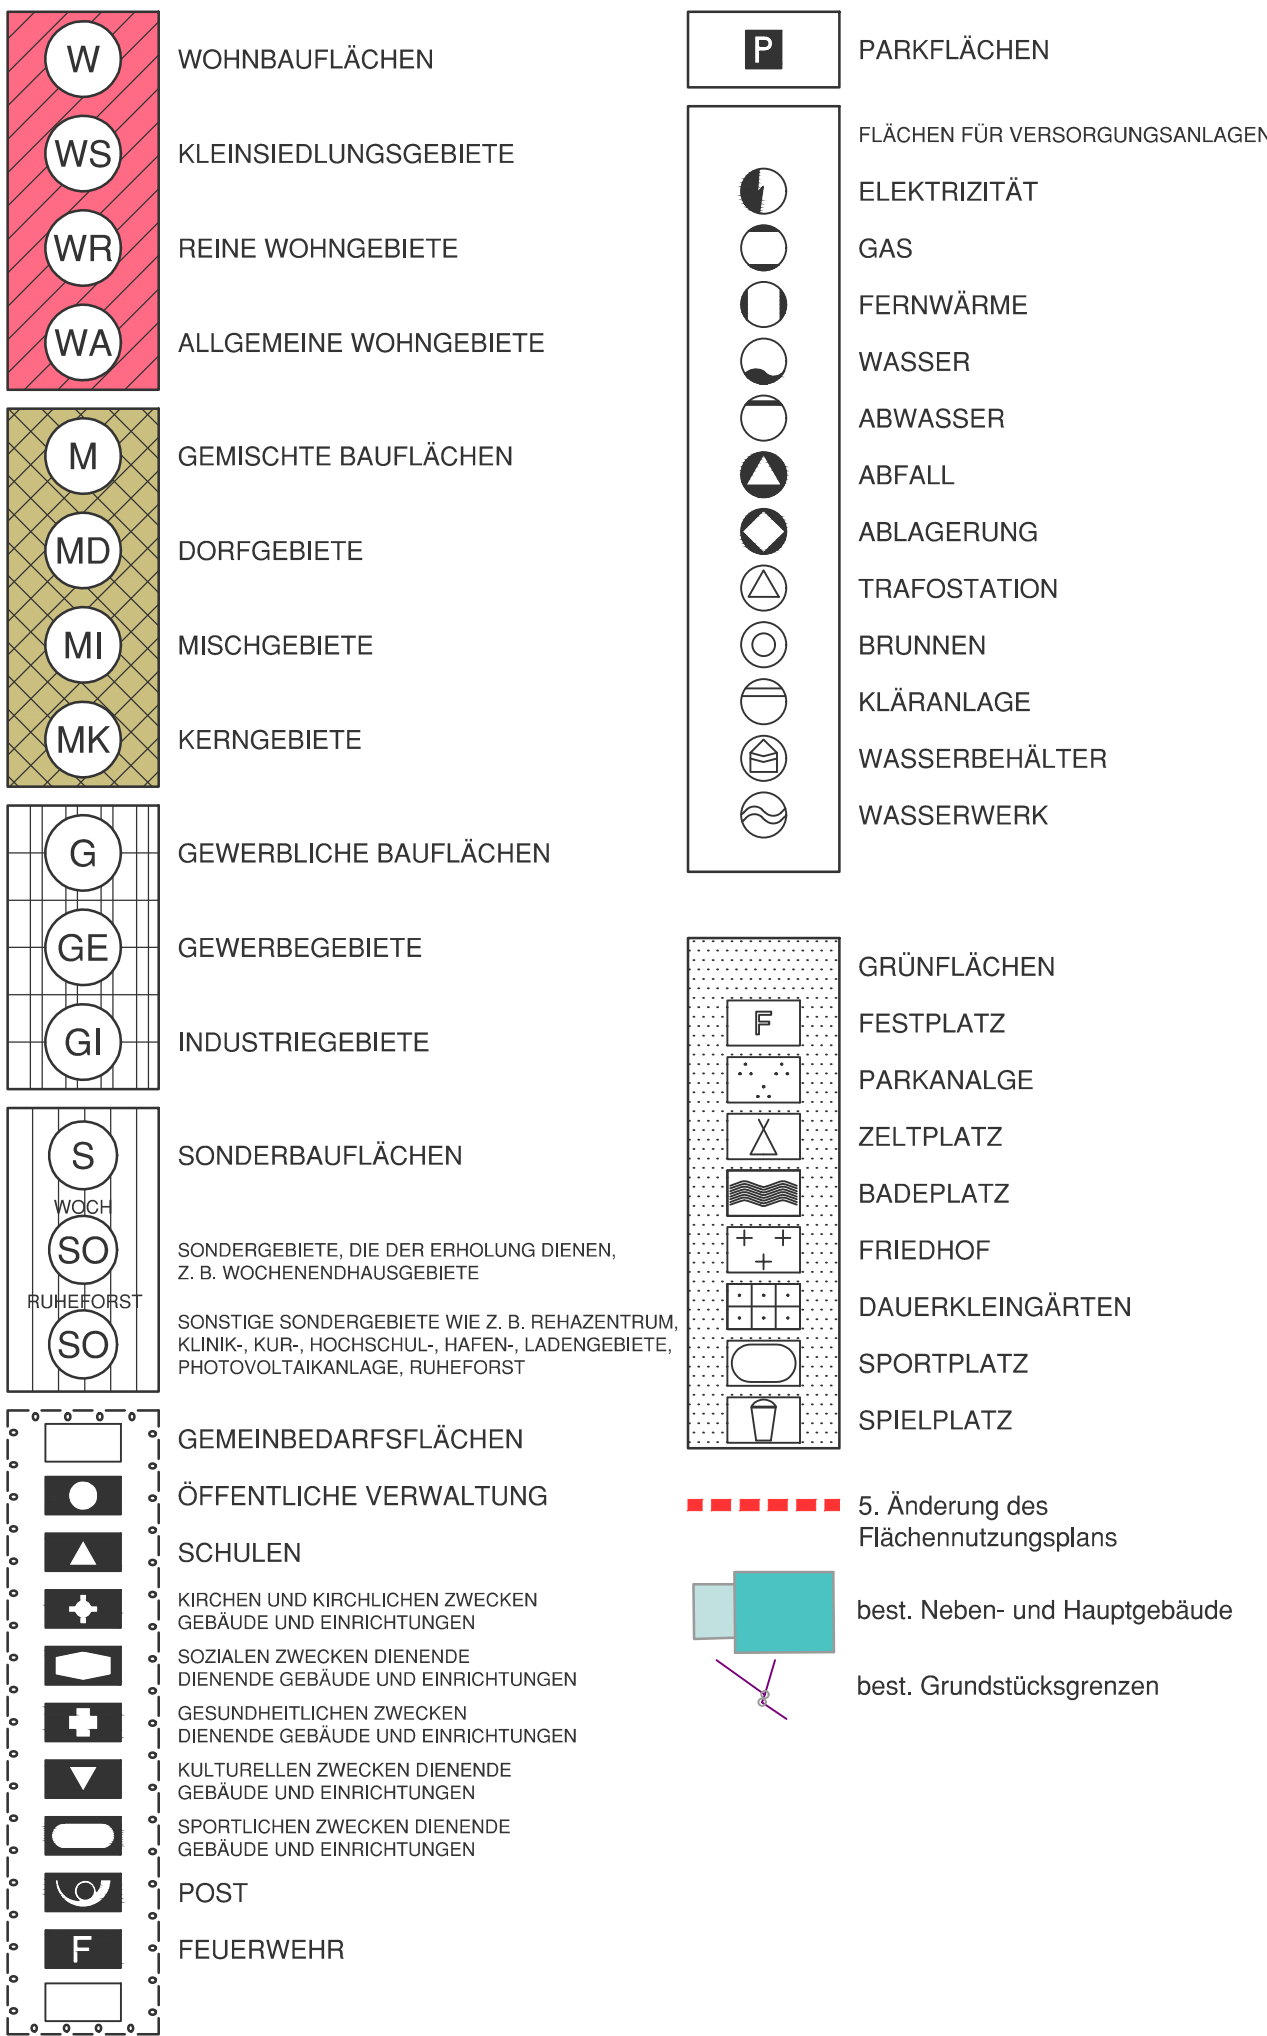 W WOHNBAUFLÄCHEN
WS KLEINSIEDLUNGSGEBIETE
WR REINE WOHNGEBIETE
WA ALLGEMEINE WOHNGEBIETE
M GEMISCHTE BAUFLÄCHEN
MD DORFGEBIETE
MI MISCHGEBIETE
MK KERNGEBIETE
G GEWERBLICHE BAUFLÄCHEN
GE GEWERBEGEBIETE
GI INDUSTRIEGEBIETE
S SONDERBAUFLÄCHEN
WOCH
SO SONDERGEBIETE, DIE DER ERHOLUNG DIENEN,
Z. B. WOCHENENDHAUSGEBIETE
RUHEFORST
SONSTIGE SONDERGEBIETE WIE Z. B. REHAZENTRUM,
SO KLINIK-, KUR-, HOCHSCHUL-, HAFEN-, LADENGEBIETE,
PHOTOVOLTAIKANLAGE, RUHEFORST
GEMEINBEDARFSFLÄCHEN
ÖFFENTLICHE VERWALTUNG
SCHULEN
KIRCHEN UND KIRCHLICHEN ZWECKEN
GEBÄUDE UND EINRICHTUNGEN
SOZIALEN ZWECKEN DIENENDE
DIENENDE GEBÄUDE UND EINRICHTUNGEN
GESUNDHEITLICHEN ZWECKEN
DIENENDE GEBÄUDE UND EINRICHTUNGEN
KULTURELLEN ZWECKEN DIENENDE
GEBÄUDE UND EINRICHTUNGEN
SPORTLICHEN ZWECKEN DIENENDE
GEBÄUDE UND EINRICHTUNGEN
POST
F FEUERWEHR
P PARKFLÄCHEN
FLÄCHEN FÜR VERSORGUNGSANLAGEN
ELEKTRIZITÄT
GAS
FERNWÄRME
WASSER
ABWASSER
ABFALL
ABLAGERUNG
TRAFOSTATION
BRUNNEN
KLÄRANLAGE
WASSERBEHÄLTER
WASSERWERK
GRÜNFLÄCHEN
F FESTPLATZ
PARKANALGE
ZELTPLATZ
BADEPLATZ
FRIEDHOF
DAUERKLEINGÄRTEN
SPORTPLATZ
SPIELPLATZ
5. Änderung des
Flächennutzungsplans
best. Neben- und Hauptgebäude
best. Grundstücksgrenzen